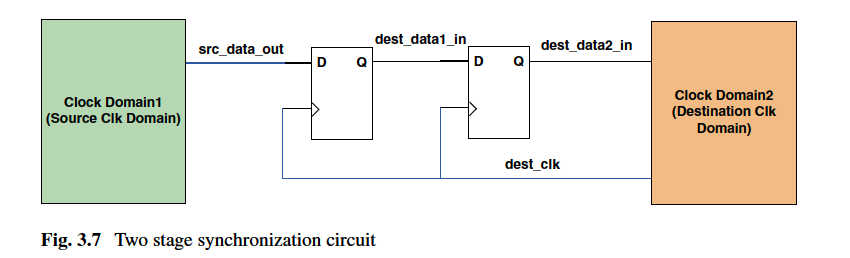 src_data_out
dest_data1_in
dest_data2_in
D Q
D Q
Clock Domain1
(Source Clk Domain)
Clock Domain2
(Destination Clk
Domain)
dest_clk
Fig. 3.7 Two stage synchronization circuit